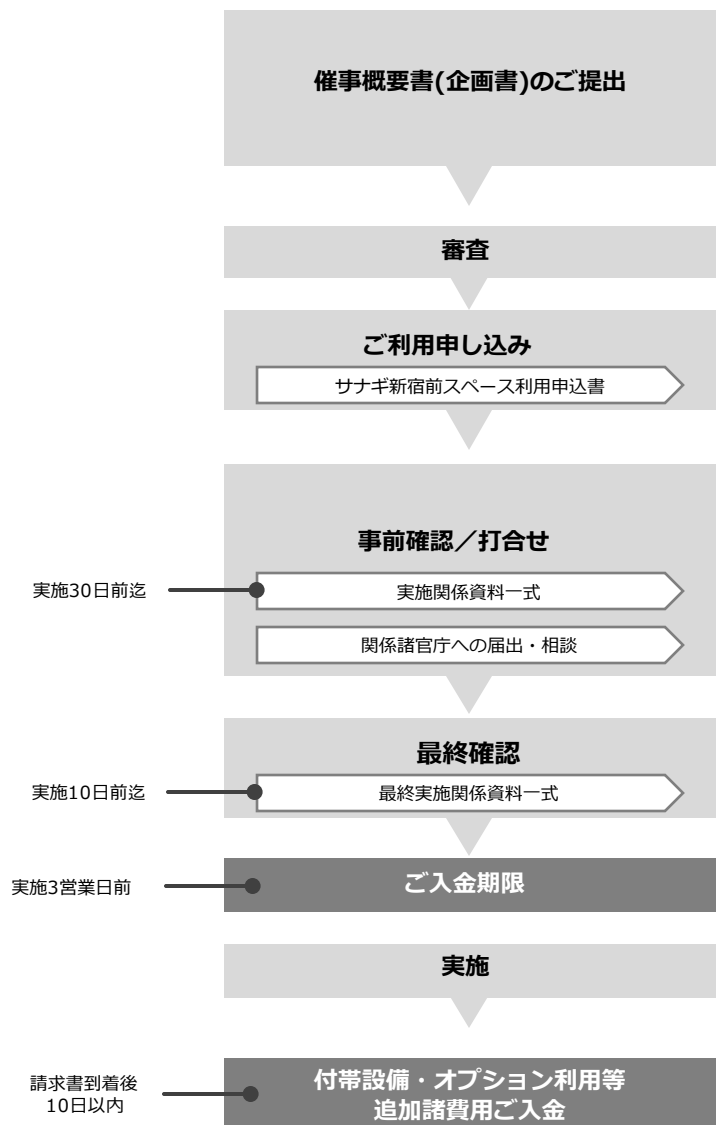 催事概要書(企画書)のご提出
審査
ご利用申し込み
サナギ新宿前スペース利用申込書
事前確認／打合せ
実施30日前迄
実施関係資料一式
関係諸官庁への届出・相談
最終確認
実施10日前迄
最終実施関係資料一式
実施3営業日前
ご入金期限
実施
請求書到着後
10日以内
付帯設備・オプション利用等
追加諸費用ご入金